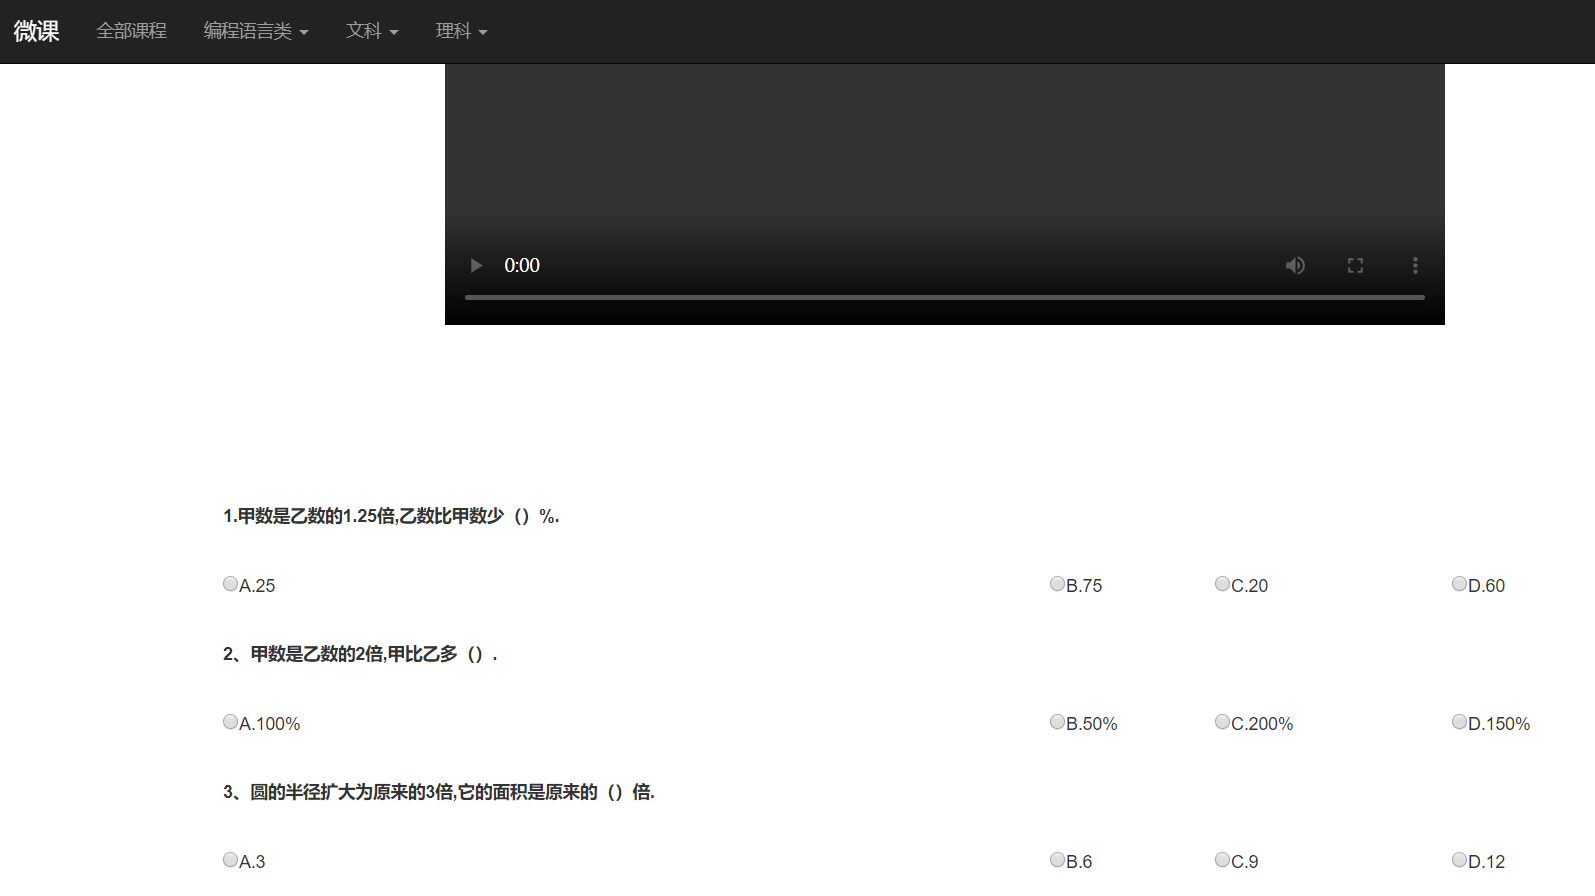 微课 全部课程 编程语言类 文科 理科
0:00
1.甲数是乙数的1.25倍,乙数比甲数少（）%.
A.25 B.75 C.20 D.60
2、甲数是乙数的2倍,甲比乙多（）.
A.100% B.50% C.200% D.150%
3、圆的半径扩大为原来的3倍,它的面积是原来的（）倍.
A.3 B.6 C.9 D.12